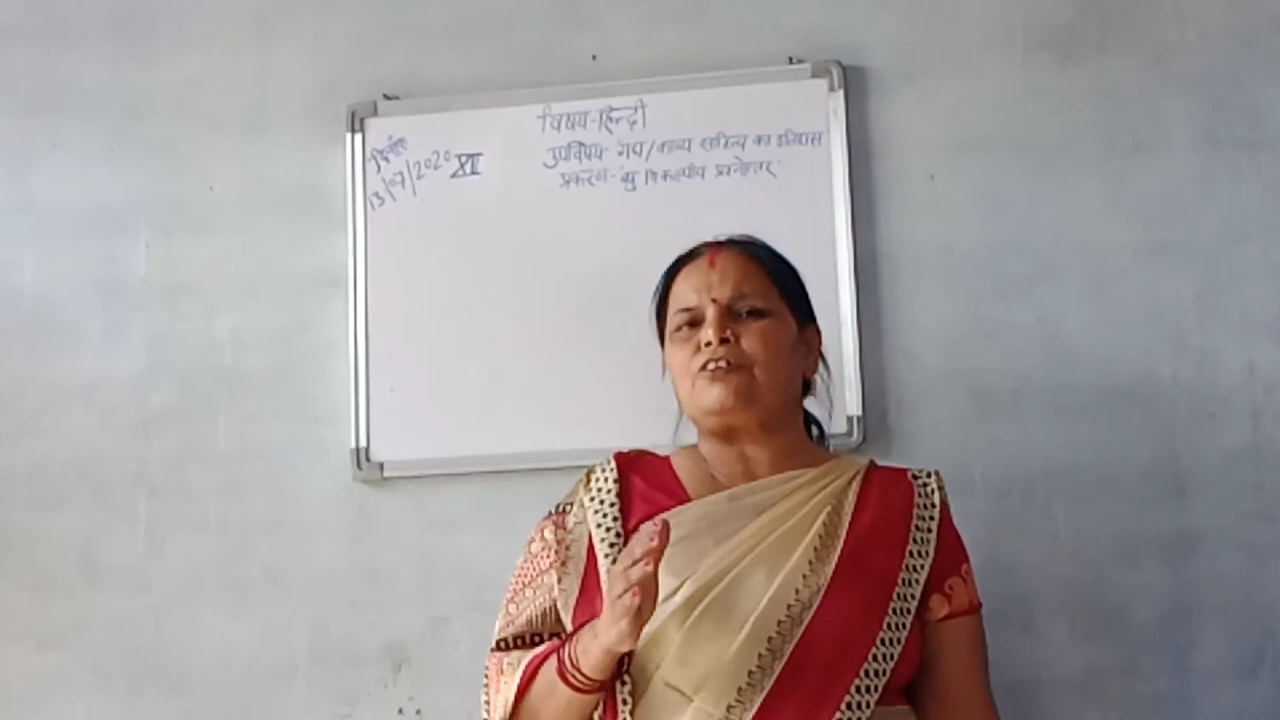 विषय-हिन्दी
दिनांक
13/07/2020
XII
उपविषय- गद्य/काव्य साहित्य का इतिहास
प्रकरण- बहु विकल्पीय प्रश्नोत्तर